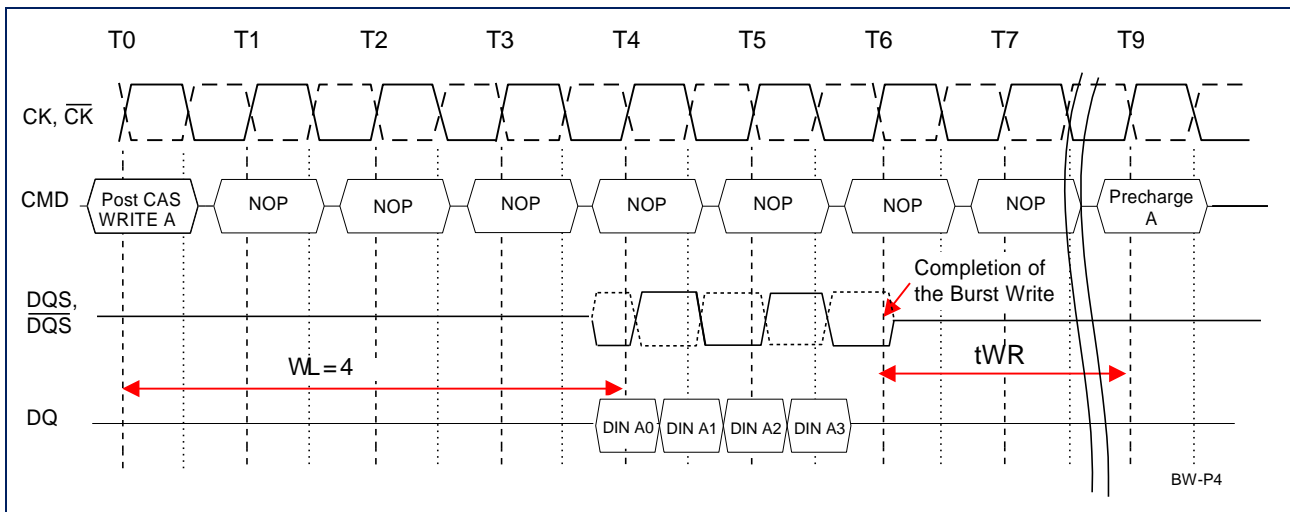 T0 T1 T2 T3 T4 T5 T6 T7 T9
CK, C̅K̅
CMD Post CAS NOP NOP NOP NOP NOP NOP NOP Precharge
WRITE A A
DQS,
D̅Q̅S̅
Completion of
the Burst Write
WL=4 tWR
DQ DIN A0 DIN A1 DIN A2 DIN A3
BW-P4